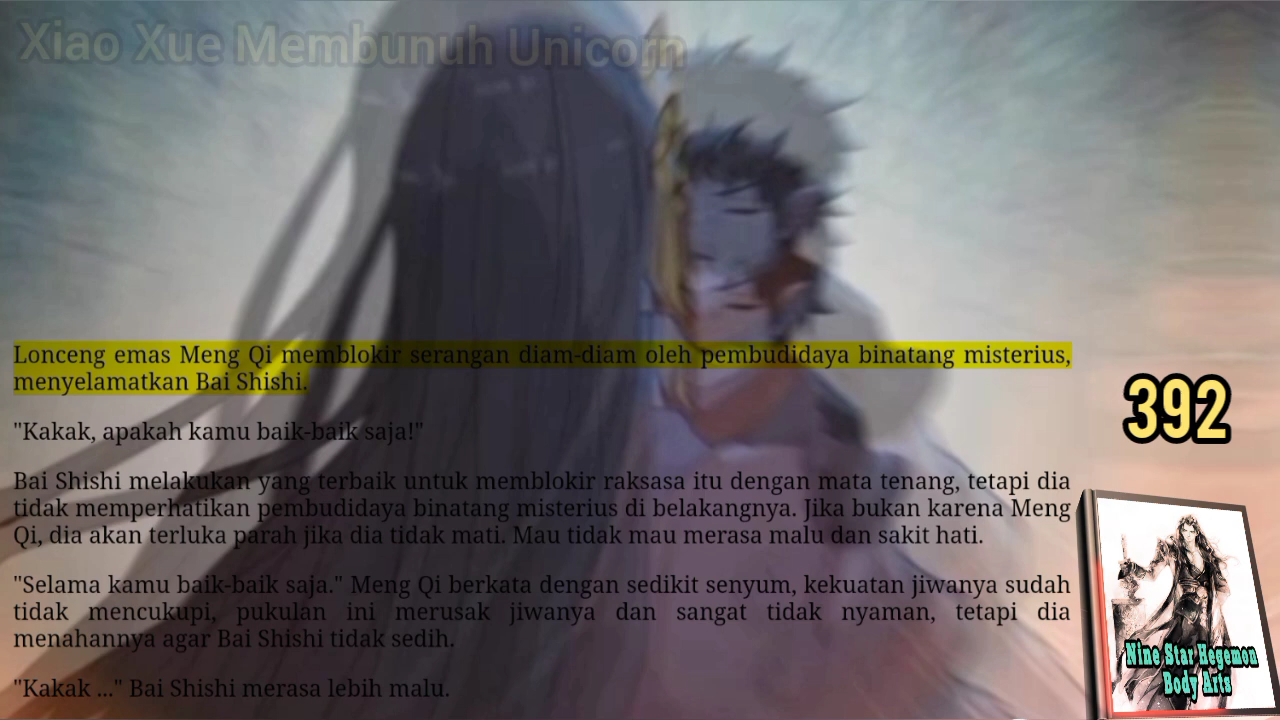 Xiao Xue Membunuh Unicorn
Lonceng emas Meng Qi memblokir serangan diam-diam oleh pembudidaya binatang misterius,
menyelamatkan Bai Shishi.
"Kakak, apakah kamu baik-baik saja!"
Bai Shishi melakukan yang terbaik untuk memblokir raksasa itu dengan mata tenang, tetapi dia
tidak memperhatikan pembudidaya binatang misterius di belakangnya. Jika bukan karena Meng
Qi, dia akan terluka parah jika dia tidak mati. Mau tidak mau merasa malu dan sakit hati.
"Selama kamu baik-baik saja." Meng Qi berkata dengan sedikit senyum, kekuatan jiwanya sudah
tidak mencukupi, pukulan ini merusak jiwanya dan sangat tidak nyaman, tetapi dia
menahannya agar Bai Shishi tidak sedih.
"Kakak ..." Bai Shishi merasa lebih malu.
392
Nine Star Hegemon
Body Arts